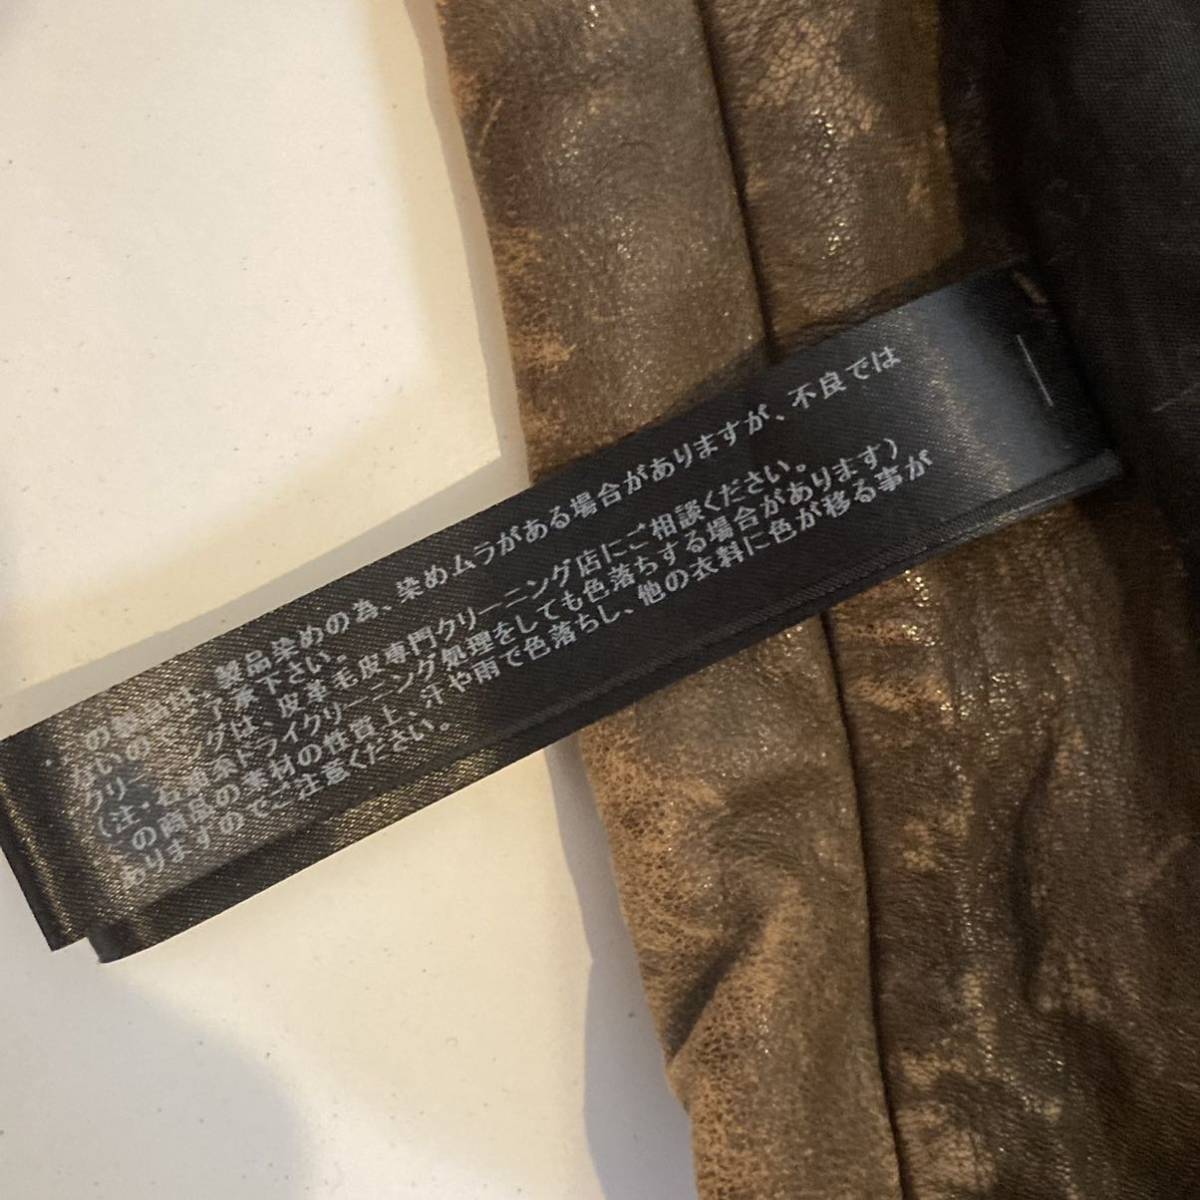 の製品は、製品染めの為、染めムラがある場合がありますが、不良では
ないので 了承下さい。
クリーニングは、皮革毛皮専門クリーニング店にご相談ください。
(注・石油系ドライクリーニング処理をしても色落ちする場合があります)
の商品の素材の性質上、汗や雨で色落ちし、他の衣料に色が移る事が
ありますのでご注意ください。